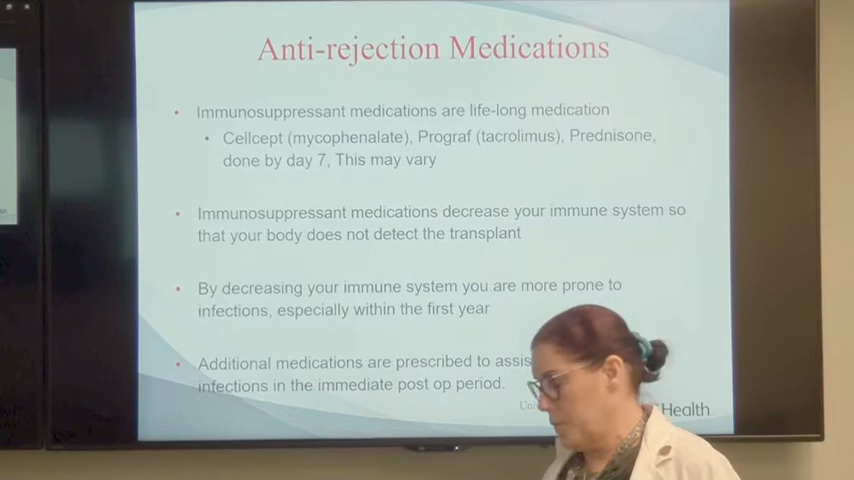 Anti-rejection Medications
• Immunosuppressant medications are life-long medication
• Cellcept (mycophenalate), Prograf (tacrolimus), Prednisone,
done by day 7, This may vary
• Immunosuppressant medications decrease your immune system so
that your body does not detect the transplant
• By decreasing your immune system you are more prone to
infections, especially within the first year
• Additional medications are prescribed to assis
infections in the immediate post op period.
Health